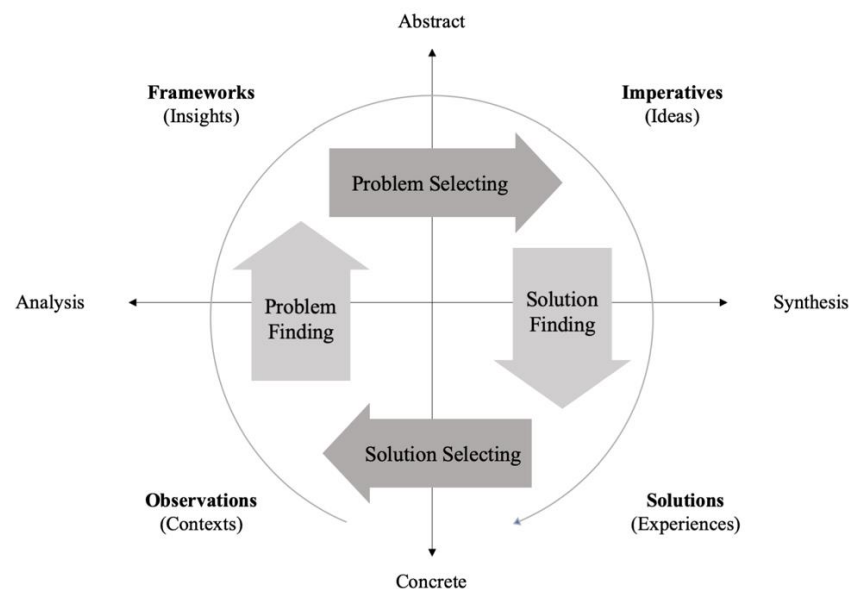 Abstract
Frameworks
(Insights)
Imperatives
(Ideas)
Problem Selecting
Analysis
Problem
Finding
Solution
Finding
Synthesis
Solution Selecting
Observations
(Contexts)
Solutions
(Experiences)
Concrete